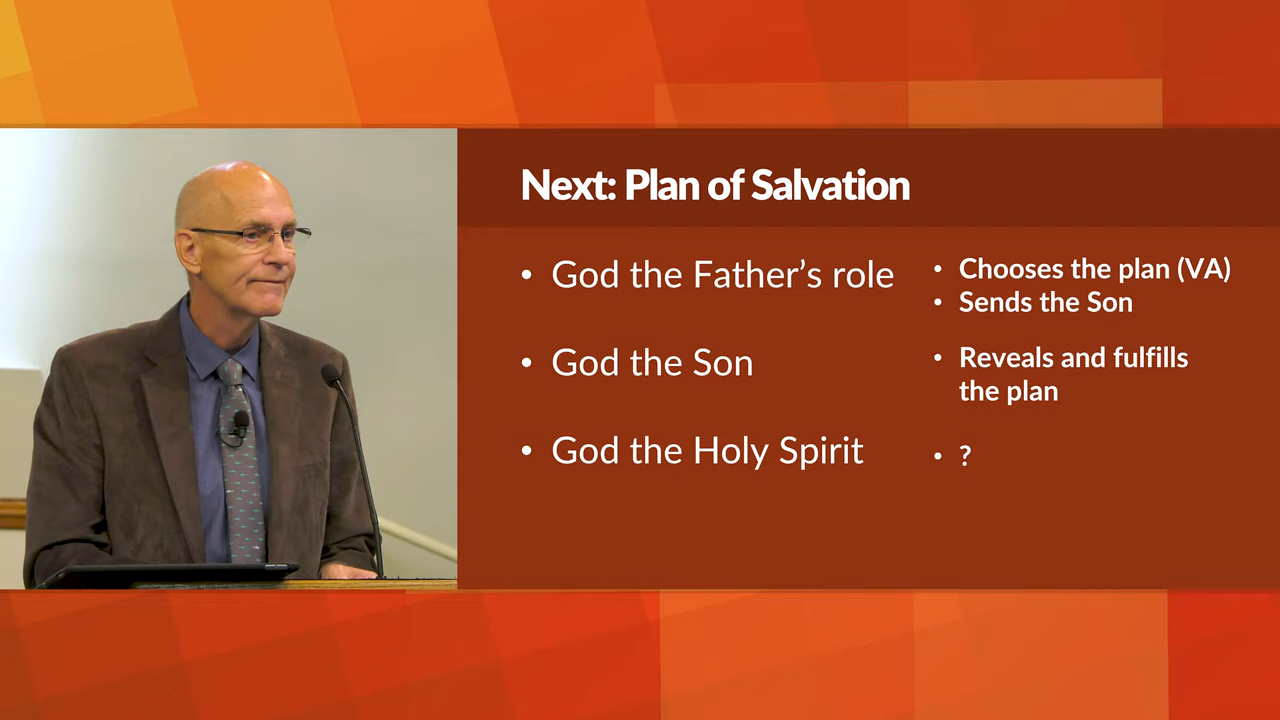 Next: Plan of Salvation
• God the Father’s role
• Chooses the plan (VA)
• Sends the Son
• God the Son
• Reveals and fulfills
the plan
• God the Holy Spirit
• ?